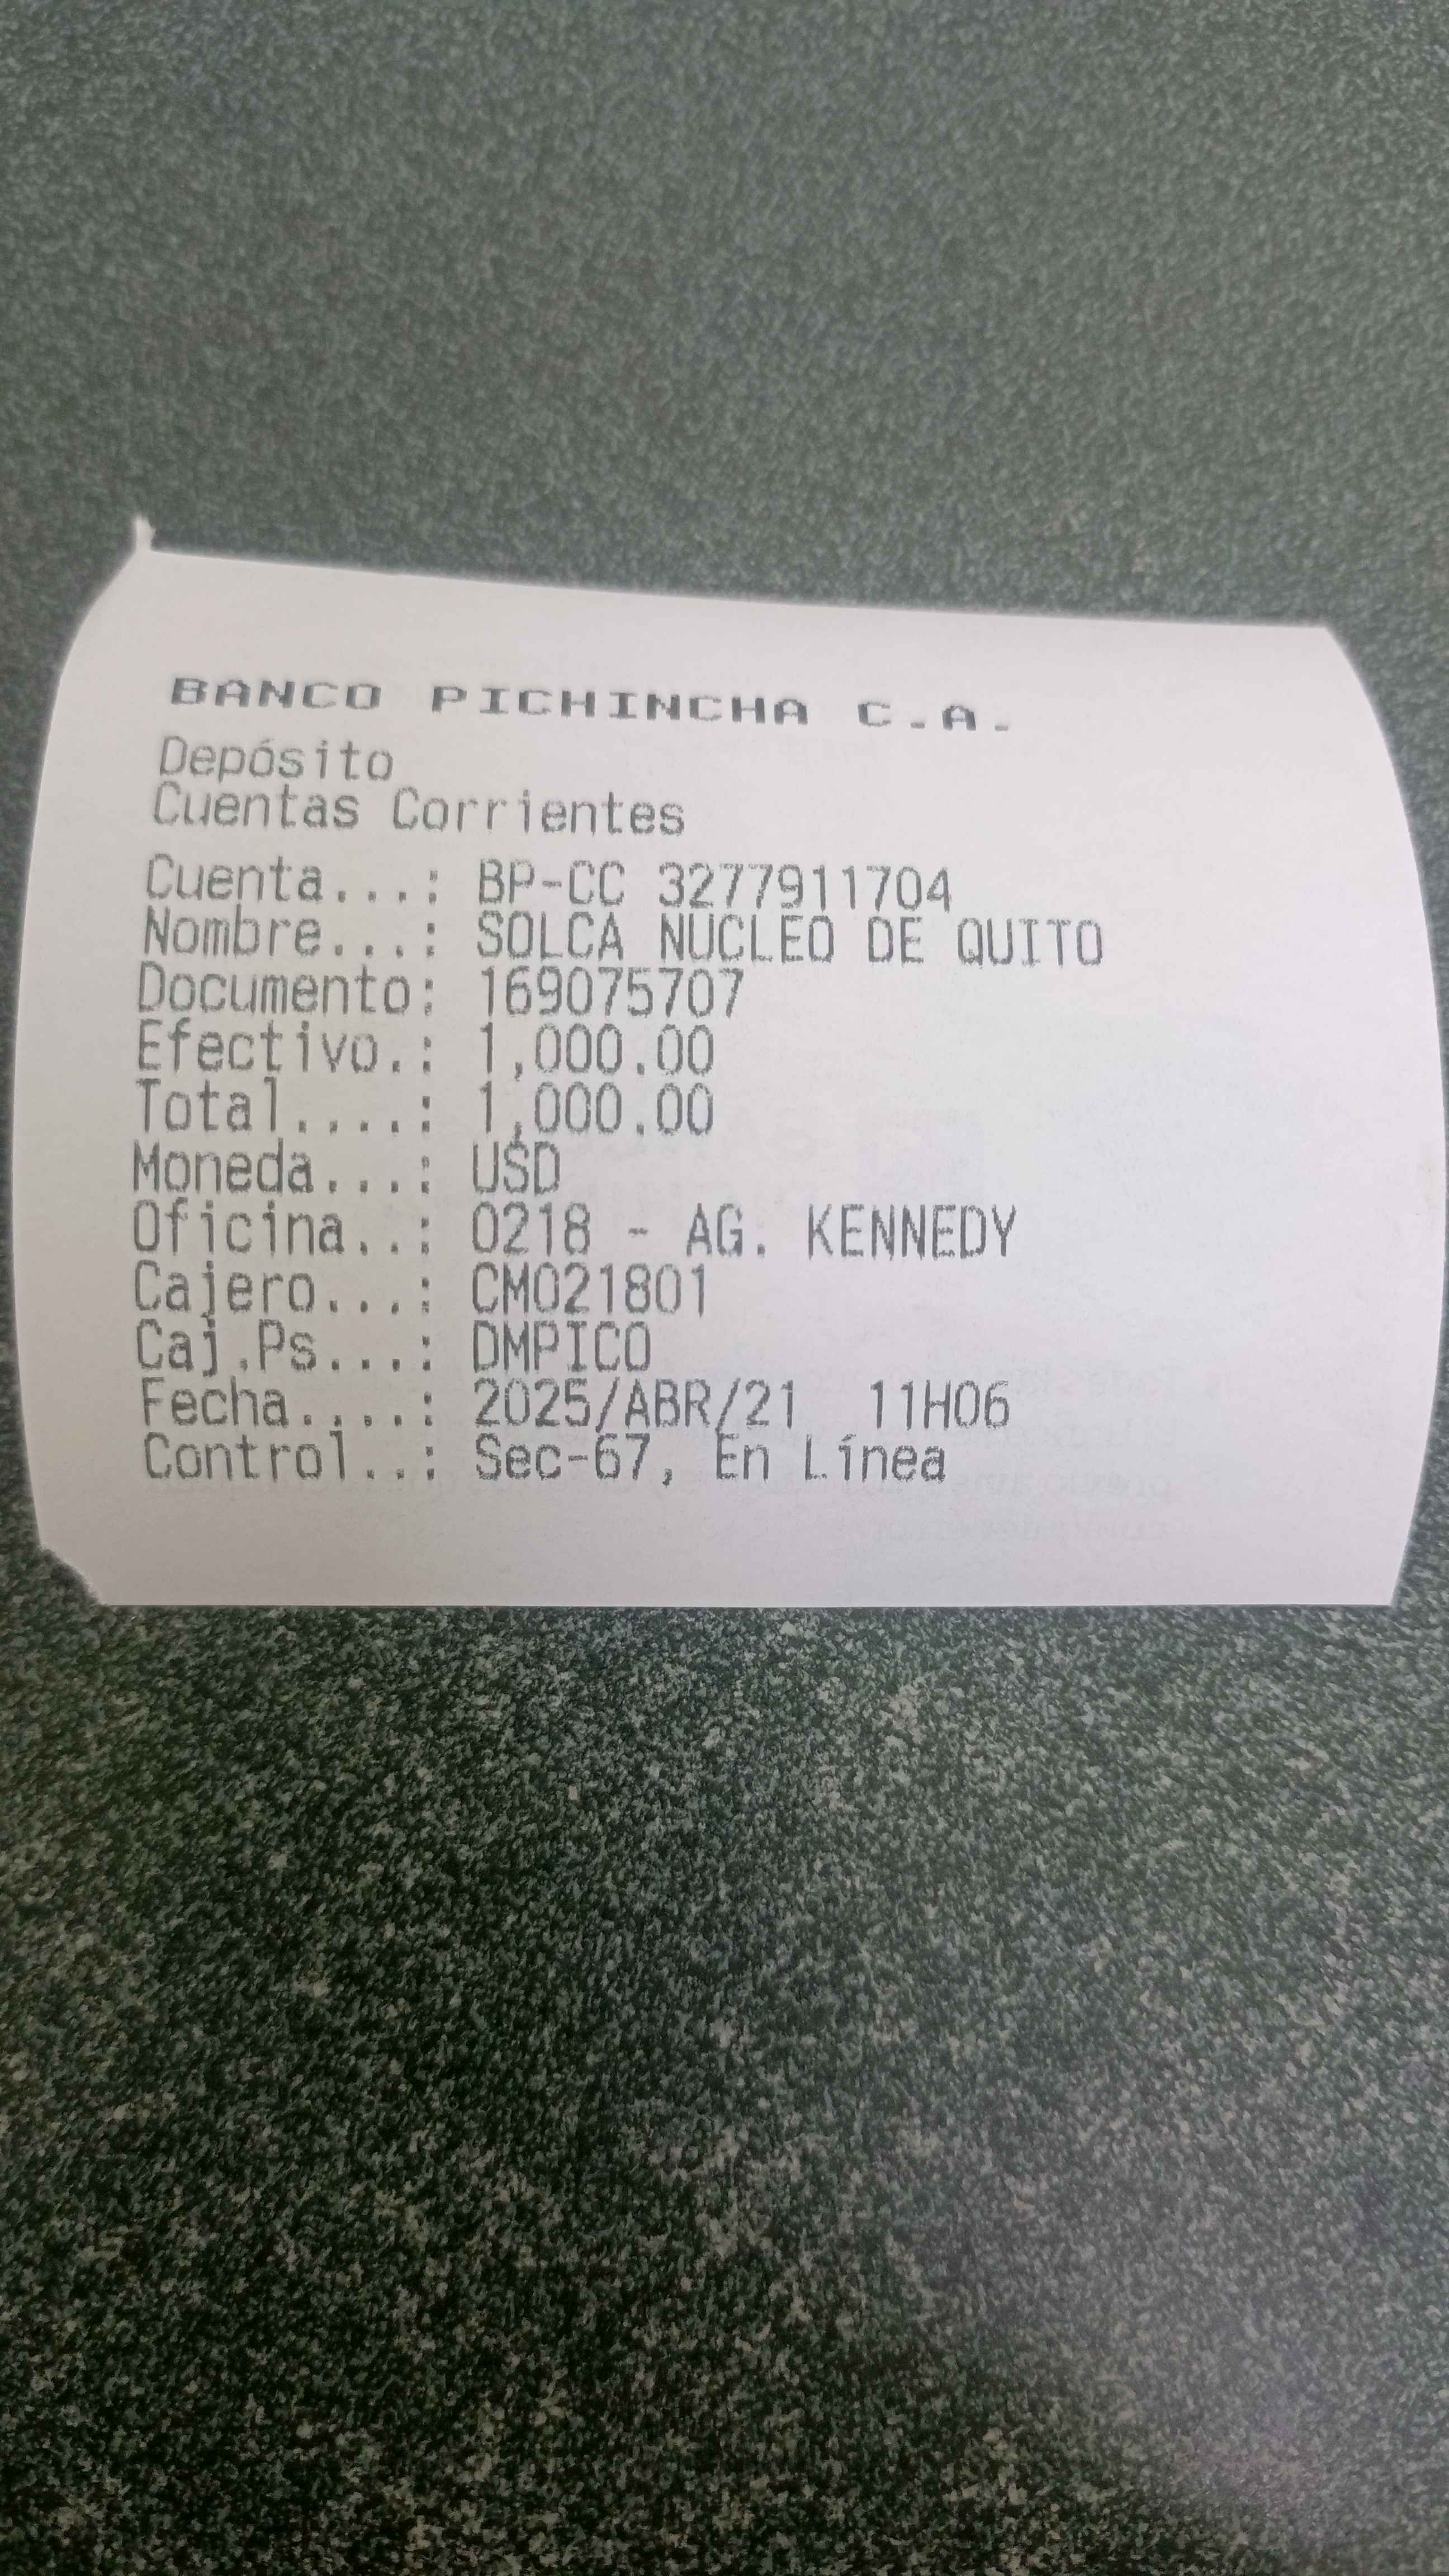 BANCO PICHINCHA C.A.
Depósito
Cuentas Corrientes
Cuenta...: BP-CC 3277911704
Nombre...: SOLCA NUCLEO DE QUITO
Documento: 169075707
Efectivo.: 1,000.00
Total....: 1,000.00
Moneda...: USD
Oficina..: 0218 - AG. KENNEDY
Cajero...: CM021801
Caj.Ps...: DMPICO
Fecha....: 2025/ABR/21 11H06
Control..: Sec-67, En Línea